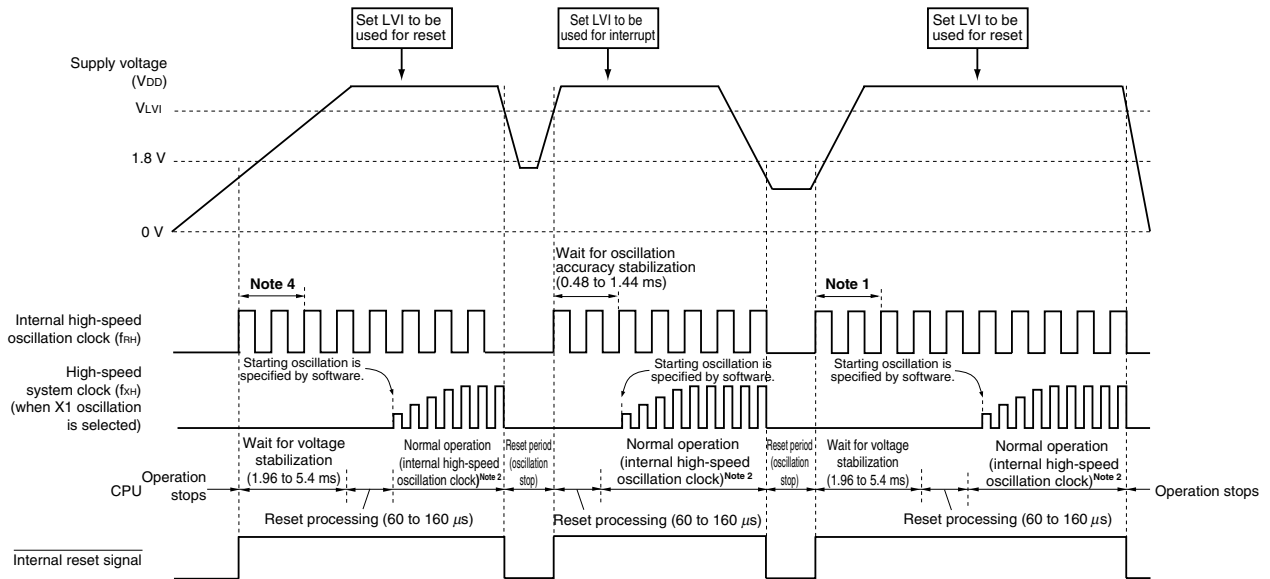 Set LVI to be
used for reset
Set LVI to be
used for interrupt
Set LVI to be
used for reset
Supply voltage
(VDD)
VLVI
1.8 V
0 V
Wait for oscillation
accuracy stabilization
(0.48 to 1.44 ms)
Note 4
Note 1
Internal high-speed
oscillation clock (fRH)
Starting oscillation is
specified by software.
Starting oscillation is
specified by software.
Starting oscillation is
specified by software.
High-speed
system clock (fXH)
(when X1 oscillation
is selected)
Wait for voltage
stabilization
(1.96 to 5.4 ms)
Normal operation
(internal high-speed
oscillation clock)Note 2
Reset period
(oscillation
stop)
Normal operation
(internal high-speed
oscillation clock)Note 2
Reset period
(oscillation
stop)
Wait for voltage
stabilization
(1.96 to 5.4 ms)
Normal operation
(internal high-speed
oscillation clock)Note 2
CPU
Operation
stops
Operation stops
Reset processing (60 to 160 μs)
Reset processing (60 to 160 μs)
Reset processing (60 to 160 μs)
Internal reset signal